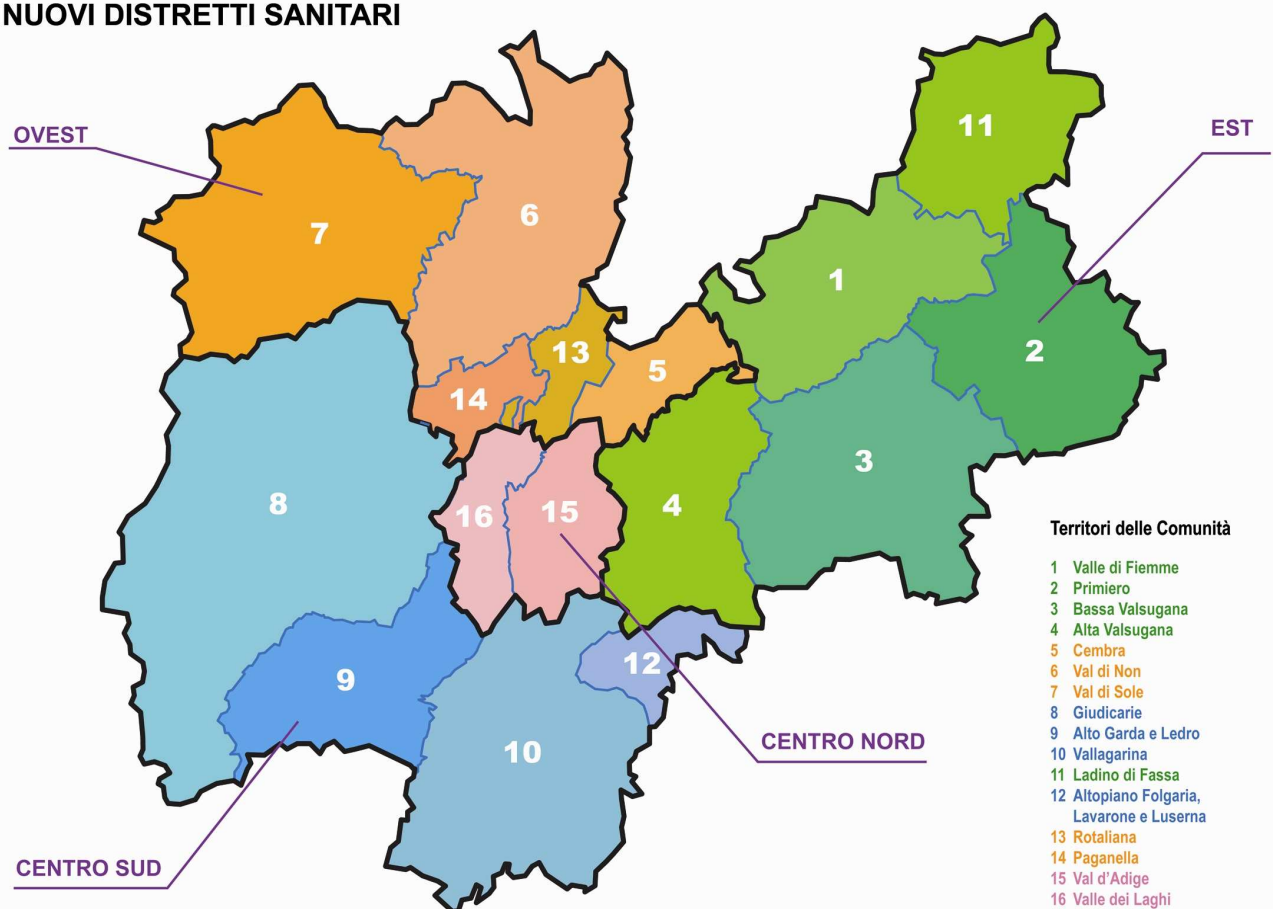 NUOVI DISTRETTI SANITARI
OVEST
EST
11
6
7
1
2
13
5
14
3
8
16
15
4
12
9
10
CENTRO NORD
CENTRO SUD
Territori delle Comunità
1 Valle di Fiemme
2 Primiero
3 Bassa Valsugana
4 Alta Valsugana
5 Cembra
6 Val di Non
7 Val di Sole
8 Giudicarie
9 Alto Garda e Ledro
10 Vallagarina
11 Ladino di Fassa
12 Altopiano Folgaria,
Lavarone e Luserna
13 Rotaliana
14 Paganella
15 Val d'Adige
16 Valle dei Laghi